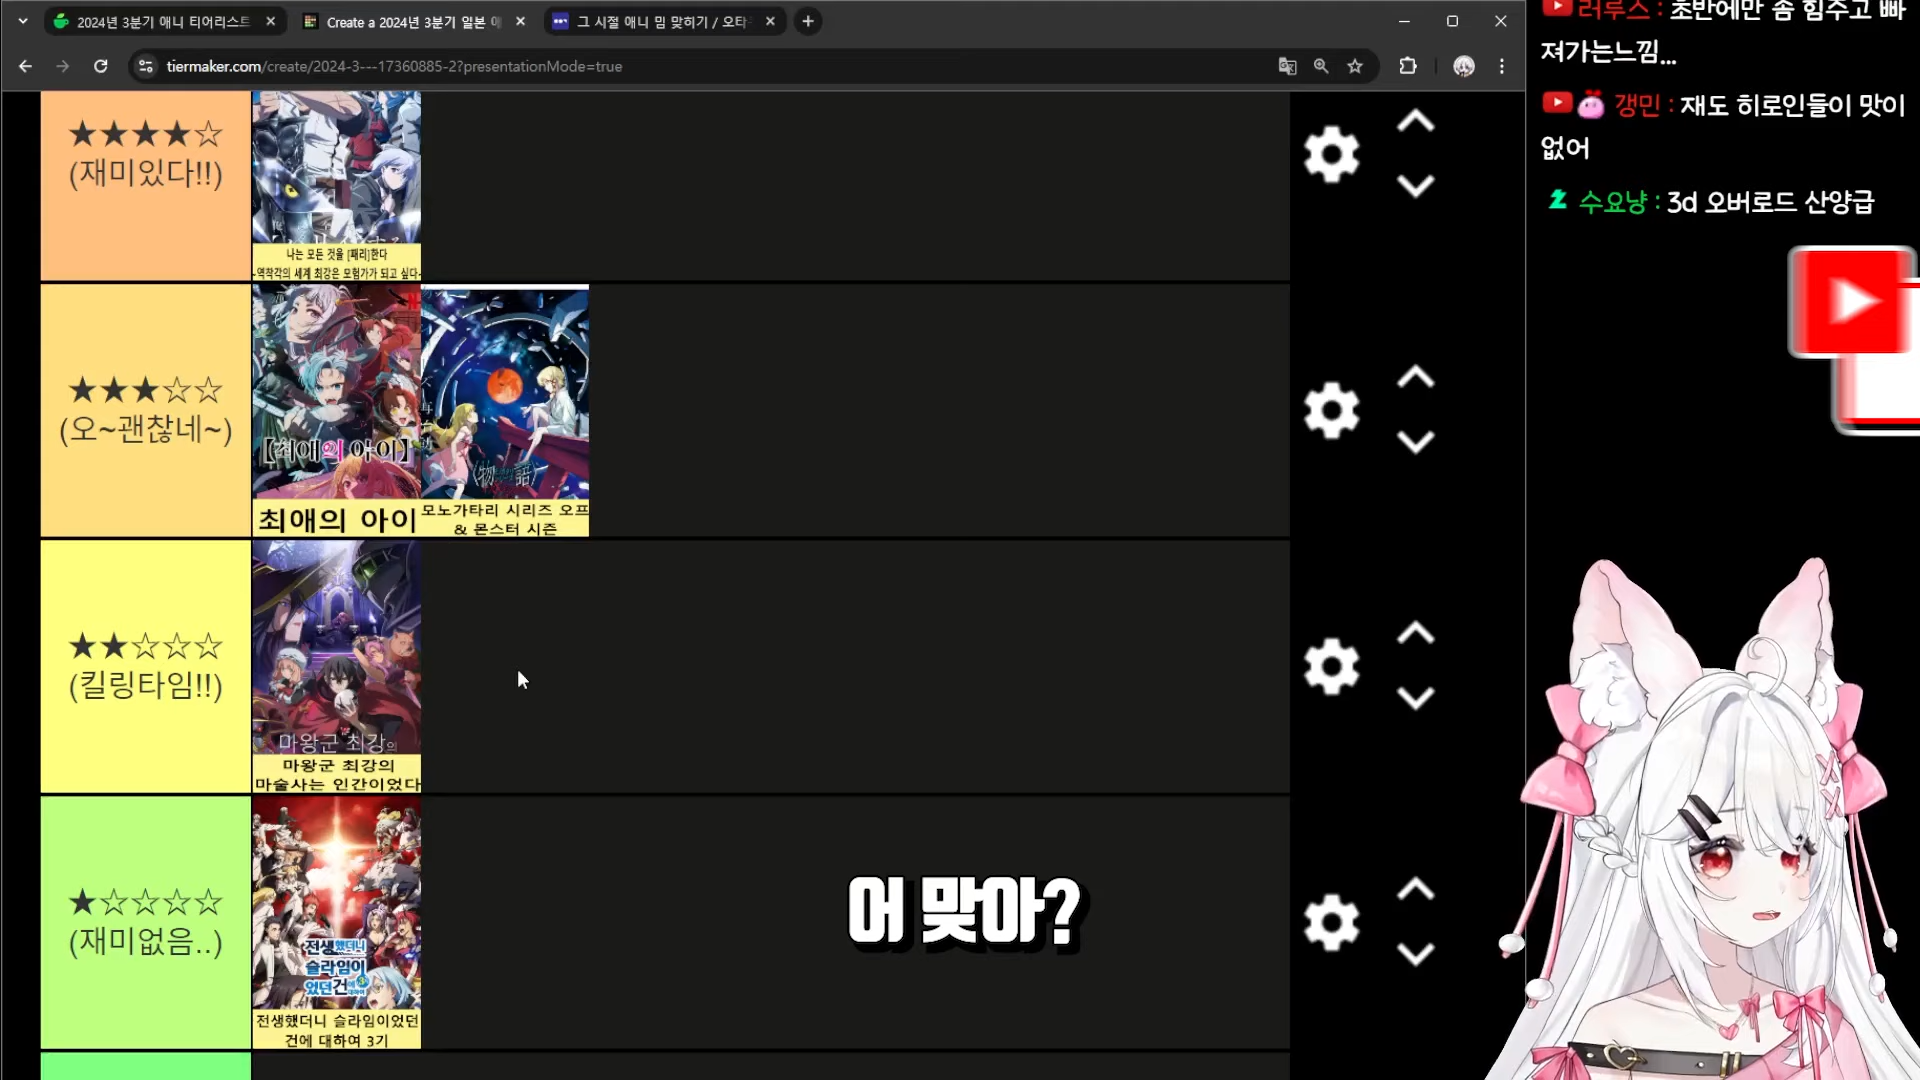 2024년 3분기 애니 티어리스트
Create a 2024년 3분기 일본 애
그 시절 애니 밈 맞히기 / 오타
tiermaker.com/create/2024-3---17360885-2?presentationMode=true
★★★★☆
(재미있다!!)
나는 모든 것을 [패리]한다
-역착각의 세계 최강은 모험가가 되고 싶다-
★★★☆☆
(오~괜찮네~)
【최애의 아이】
최애의 아이
모노가타리 시리즈 오프
& 몬스터 시즌
★★☆☆☆
(킬링타임!!)
마왕군 최강의
마왕군 최강의
마술사는 인간이었다
★☆☆☆☆
(재미없음..)
전생했더니
슬라임이
었던건에 대하여
전생했더니 슬라임이었던
건에 대하여 3기
어 맞아?
러루스 : 초반에만 좀 힘주고 빠
져가는느낌...
갱민 : 쟤도 히로인들이 맛이
없어
수요냥 : 3d 오버로드 산양급